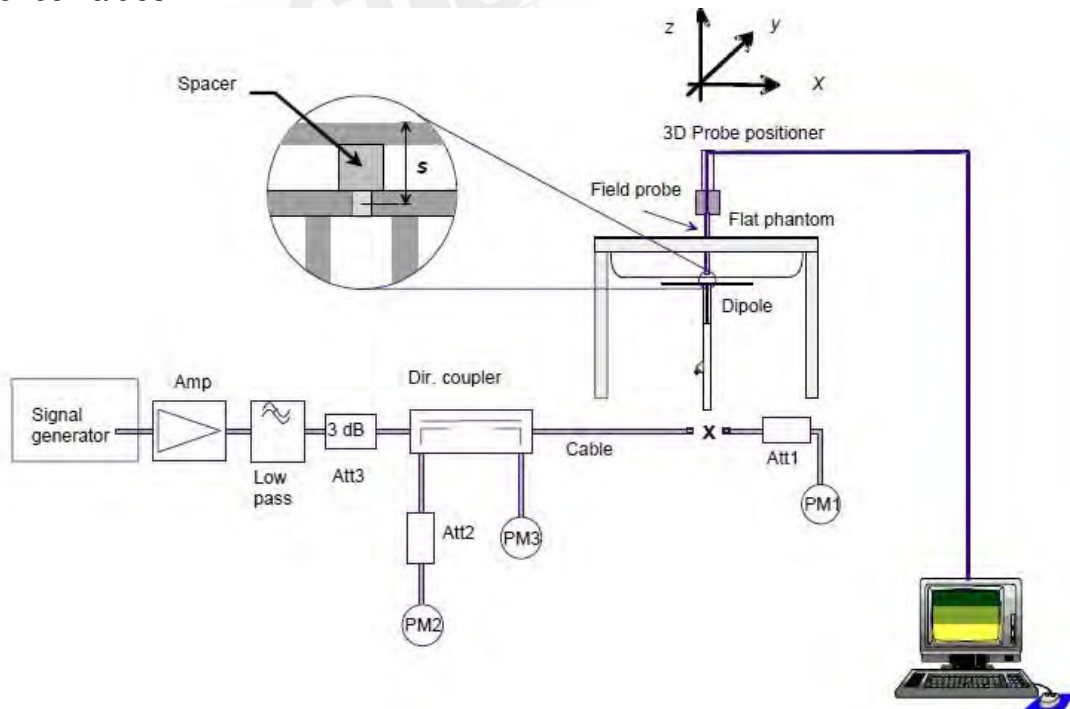 z
y
X
Spacer
s
3D Probe positioner
Field probe
Flat phantom
Dipole
Signal
generator
Amp
Low
pass
3 dB
Att3
Dir. coupler
Cable
x
Att1
PM1
Att2
PM3
PM2